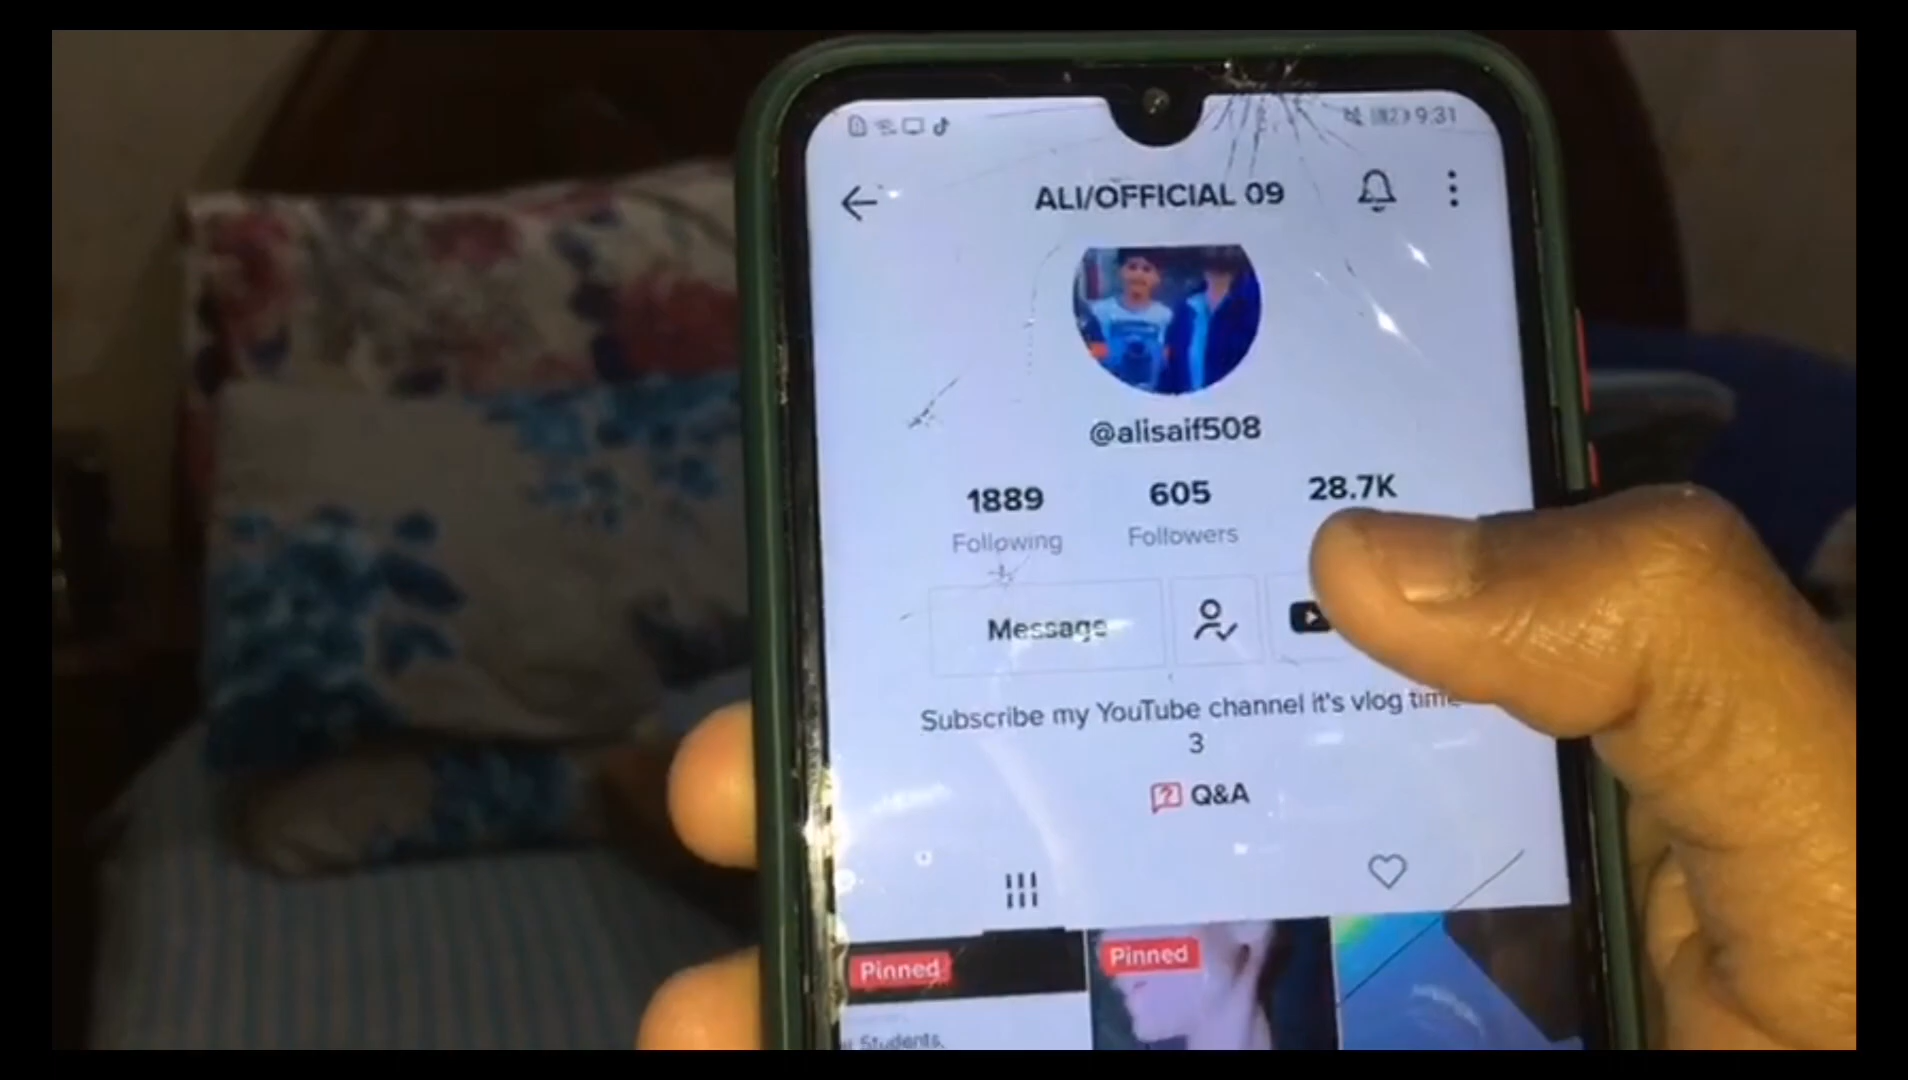 9:31
ALI/OFFICIAL 09
@alisaif508
1889 605 28.7K
Following Followers
Message
Subscribe my YouTube channel it's vlog time
3
Q&A
Pinned Pinned
Students,